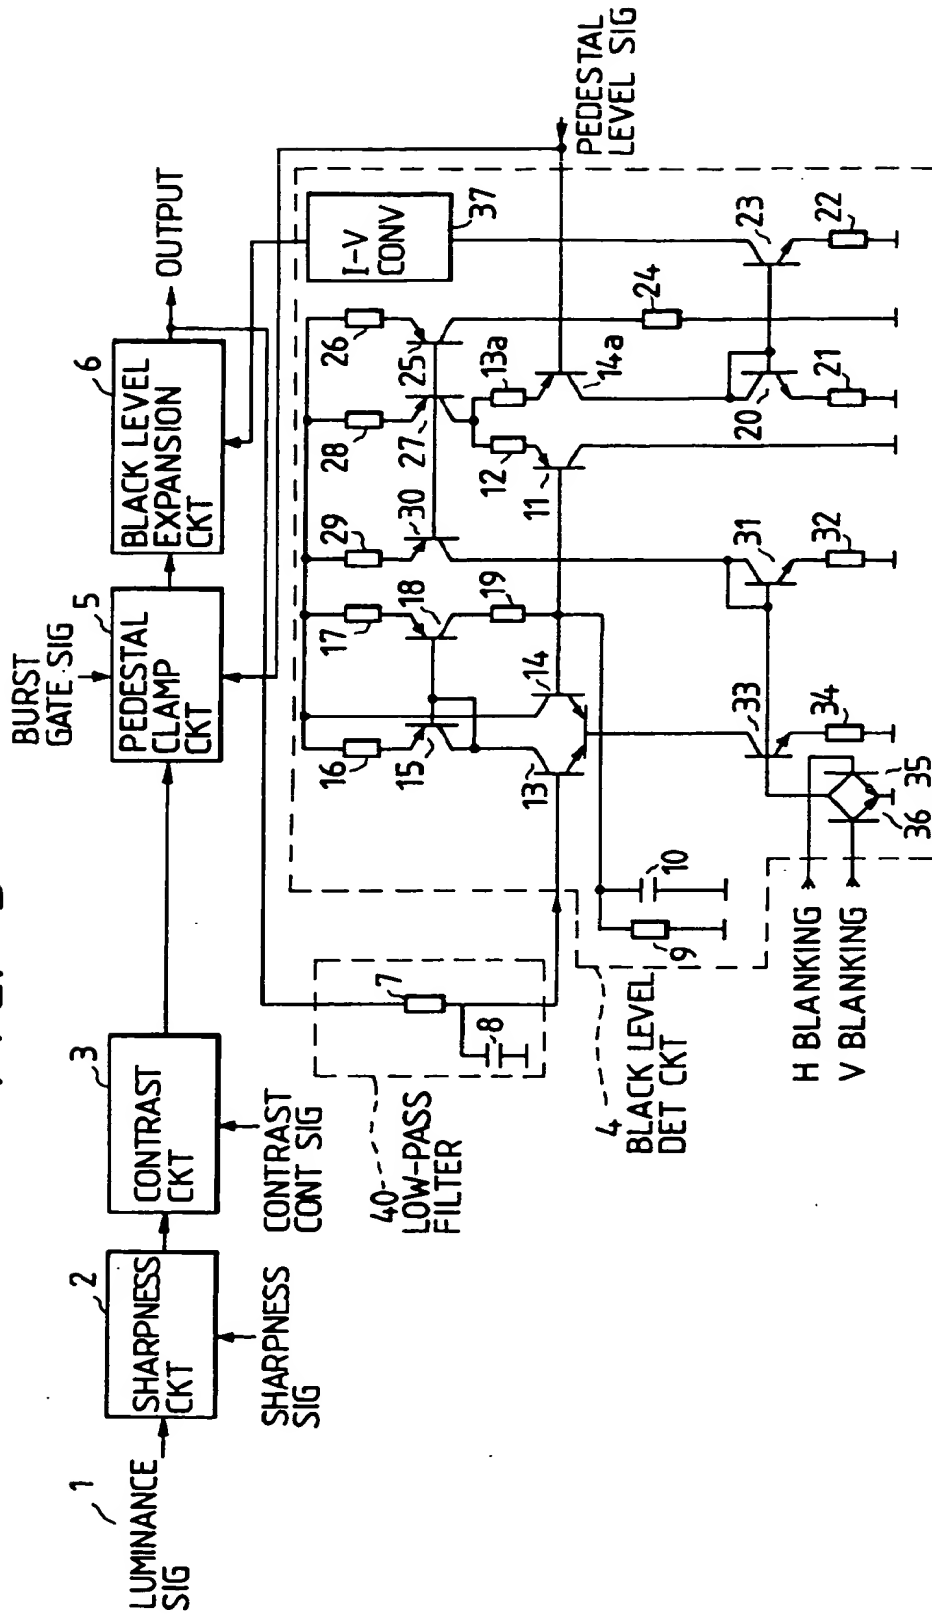 LUMINANCE
SIG
1
SHARPNESS
CKT
2
SHARPNESS
SIG
CONTRAST
CKT
3
CONTRAST
CONT SIG
BURST
GATE SIG
PEDESTAL
CLAMP
CKT
5
BLACK LEVEL
EXPANSION
CKT
6
OUTPUT
40
LOW-PASS
FILTER
7
8
4
BLACK LEVEL
DET CKT
9
10
H BLANKING
V BLANKING
16
15
17
18
19
13
14
29
30
28
27
26
25
12
13a
11
14a
24
I-V
CONV
37
PEDESTAL
LEVEL SIG
33
34
35
36
31
32
20
21
23
22